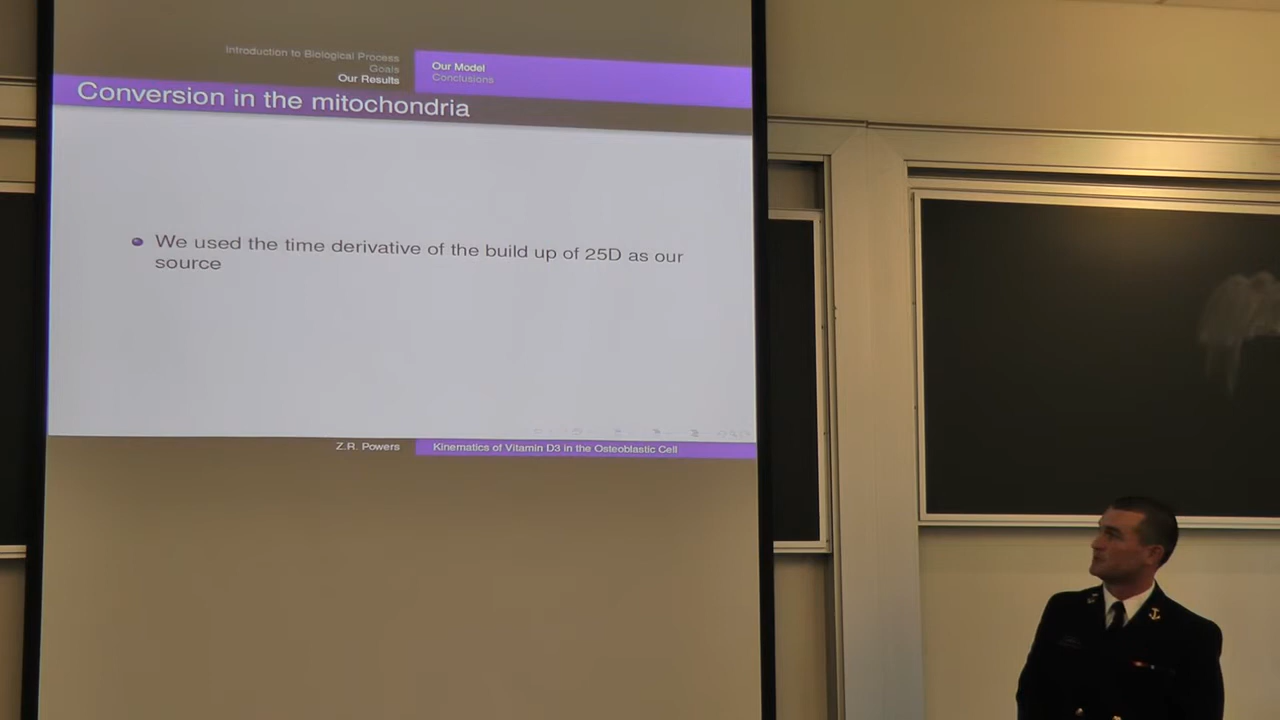 Introduction to Biological Process
Goals
Our Results
Our Model
Conclusions
Conversion in the mitochondria
We used the time derivative of the build up of 25D as our
source
Z.R. Powers
Kinematics of Vitamin D3 in the Osteoblastic Cell